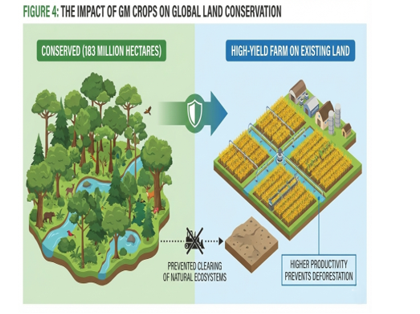 FIGURE 4: THE IMPACT OF GM CROPS ON GLOBAL LAND CONSERVATION
CONSERVED (183 MILLION HECTARES)
HIGH-YIELD FARM ON EXISTING LAND
PREVENTED CLEARING
OF NATURAL ECOSYSTEMS
HIGHER PRODUCTIVITY
PREVENTS DEFORESTATION